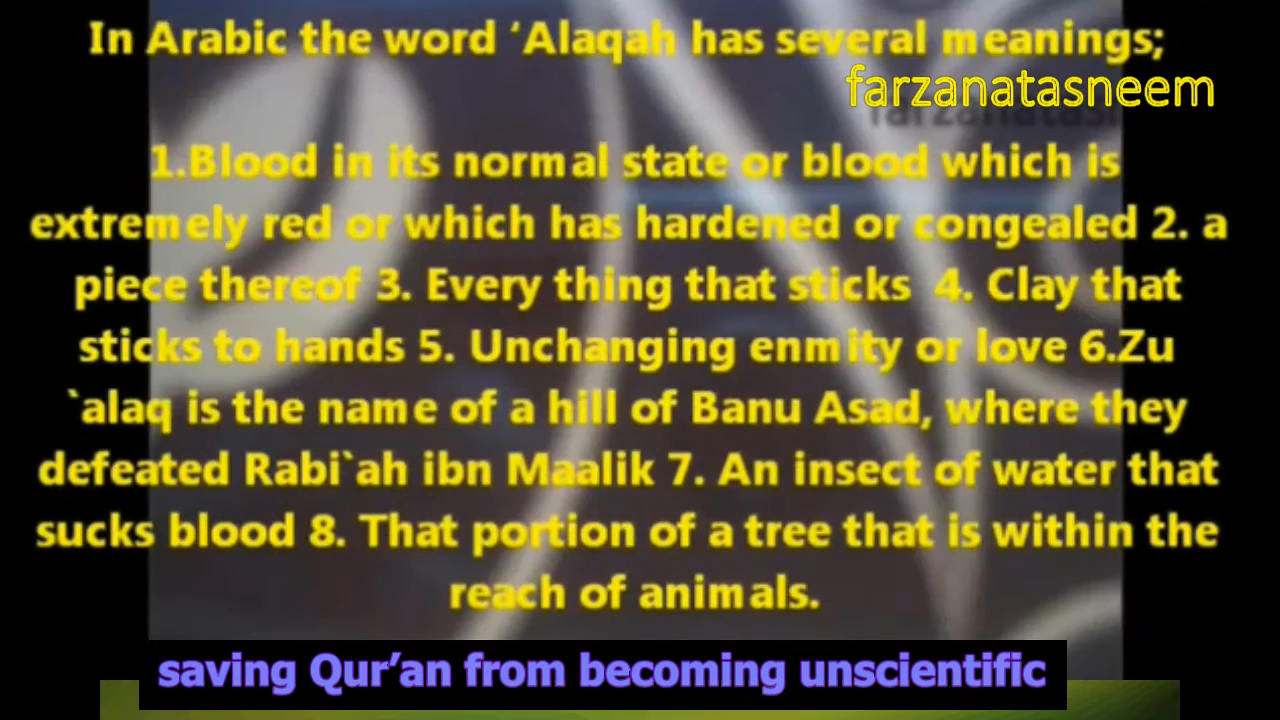 In Arabic the word ‘Alaqah has several meanings;
farzanatasneem
1.Blood in its normal state or blood which is
extremely red or which has hardened or congealed 2. a
piece thereof 3. Every thing that sticks 4. Clay that
sticks to hands 5. Unchanging enmity or love 6.Zu
`alaq is the name of a hill of Banu Asad, where they
defeated Rabi`ah ibn Maalik 7. An insect of water that
sucks blood 8. That portion of a tree that is within the
reach of animals.
saving Qur’an from becoming unscientific